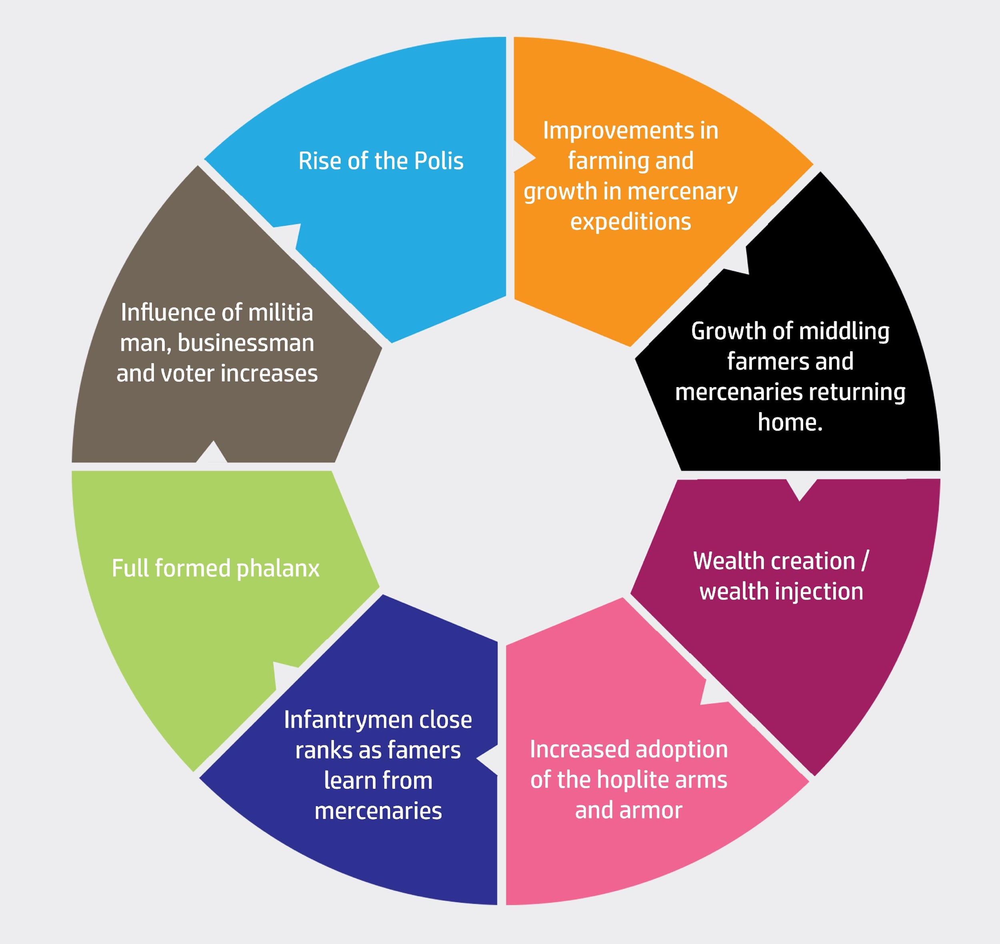 Rise of the Polis
Improvements in
farming and
growth in mercenary
expeditions
Growth of middling
farmers and
mercenaries returning
home.
Wealth creation /
wealth injection
Increased adoption
of the hoplite arms
and armor
Infantrymen close
ranks as famers
learn from
mercenaries
Full formed phalanx
Influence of militia
man, businessman
and voter increases